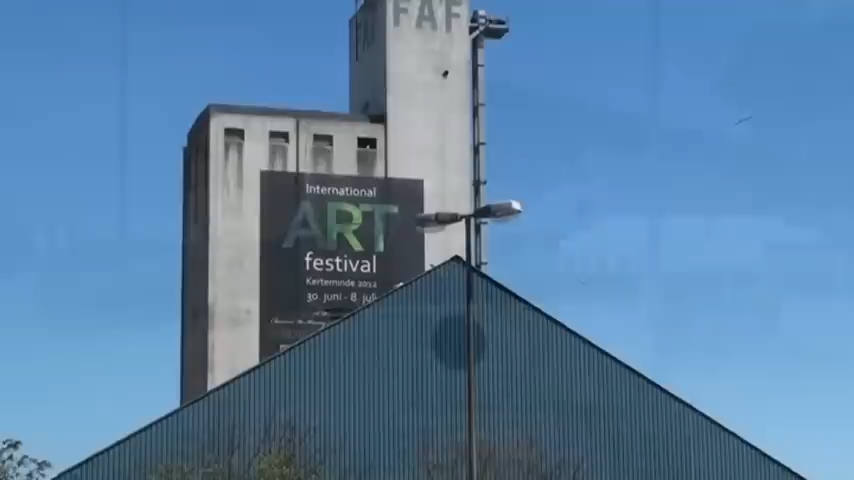 FAF
International
ART
festival
Kerteminde 2012
30. juni - 8. juli